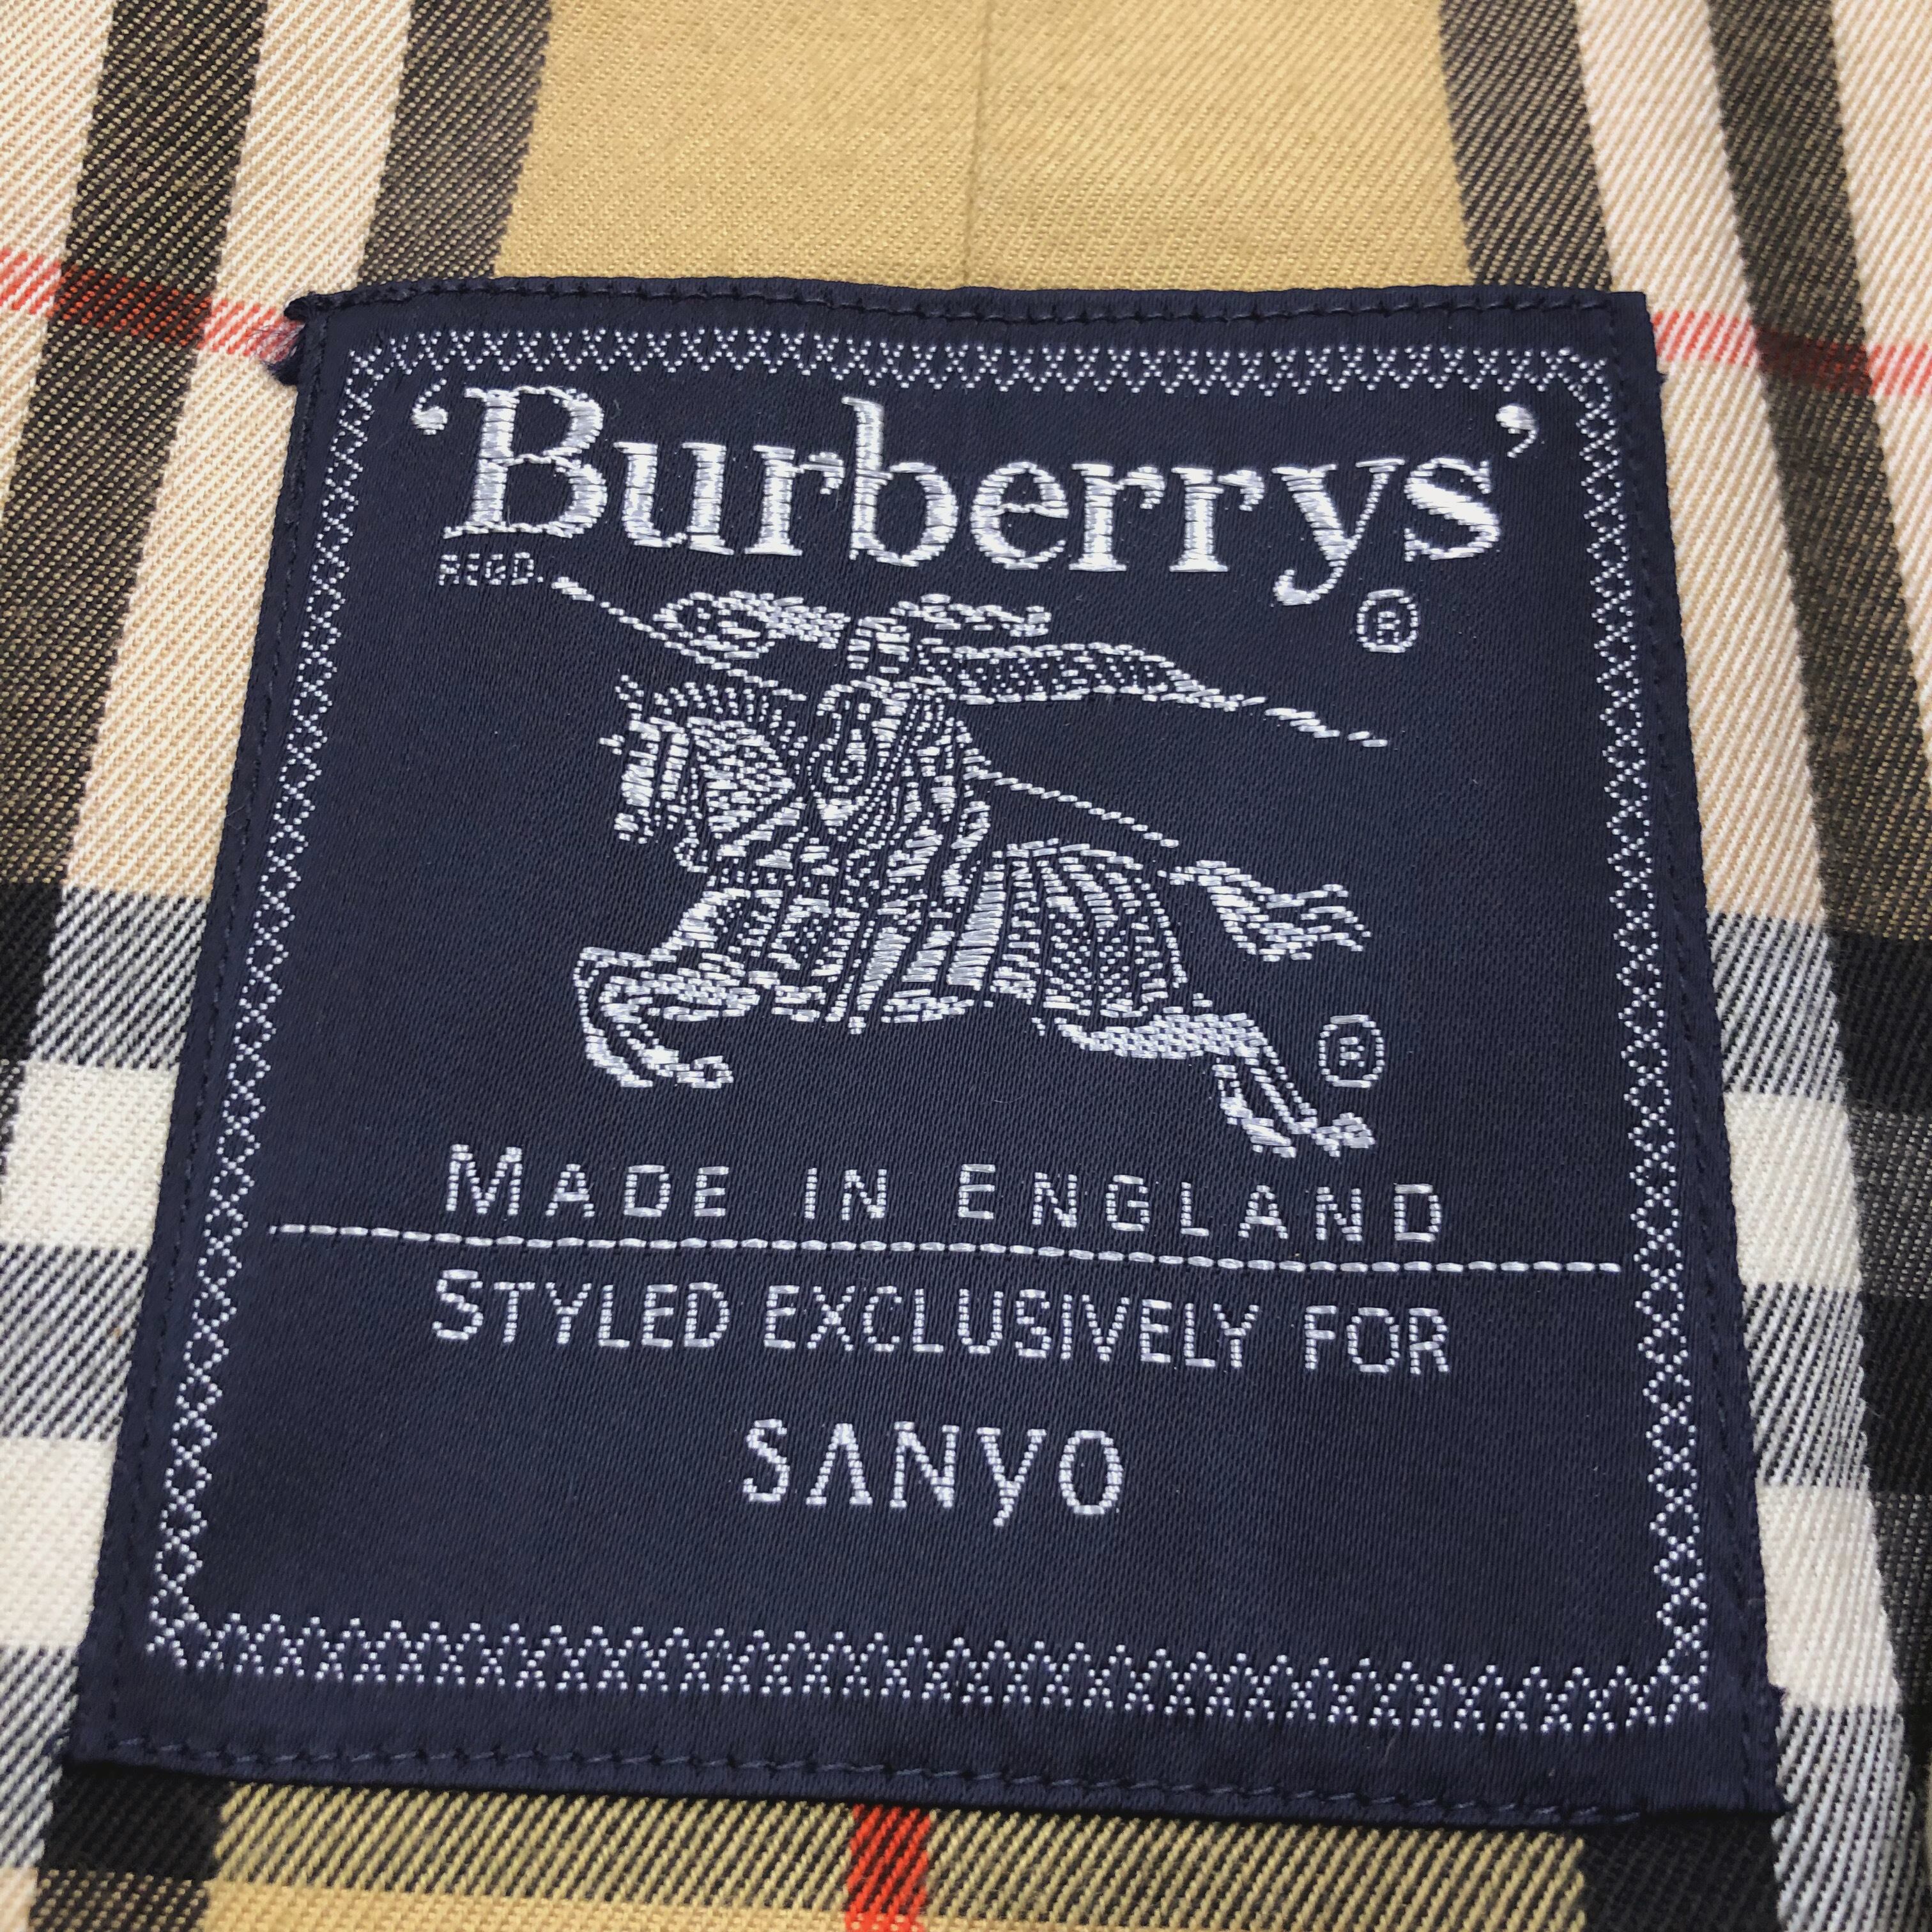 ‘Burberrys’
REGD.
®
®
MADE IN ENGLAND
STYLED EXCLUSIVELY FOR
SANYO